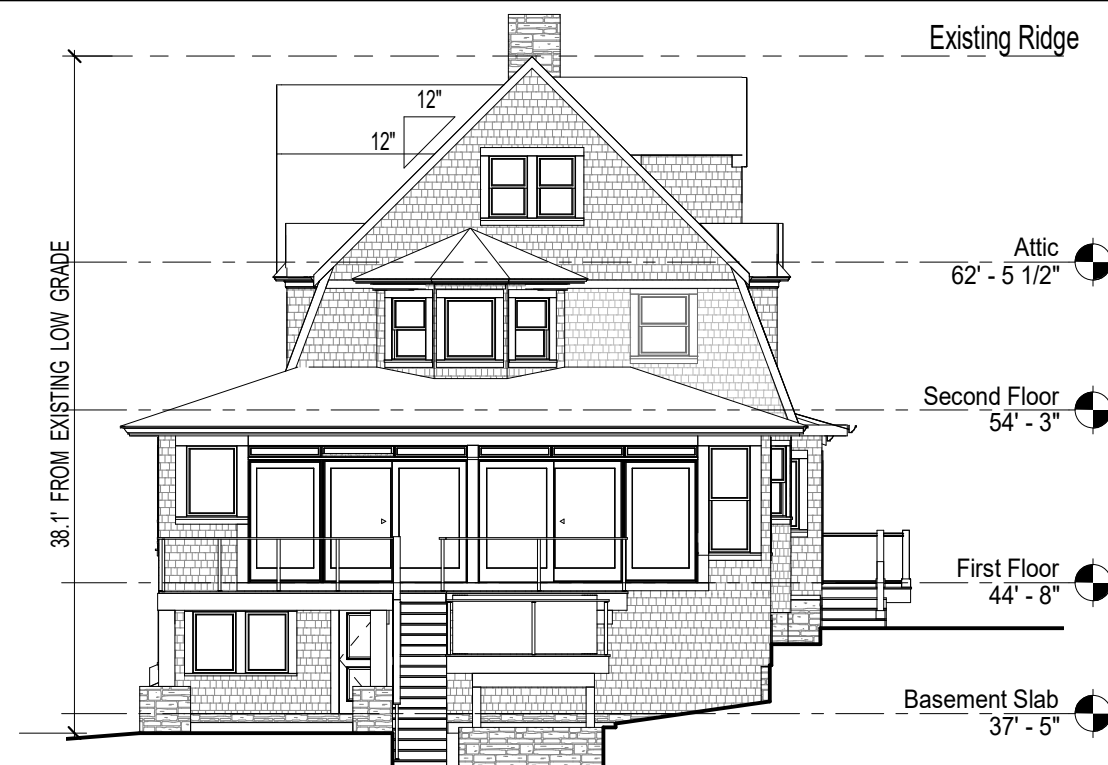 Existing Ridge
12"
12"
38.1' FROM EXISTING LOW GRADE
Attic
62' - 5 1/2"
Second Floor
54' - 3"
First Floor
44' - 8"
Basement Slab
37' - 5"